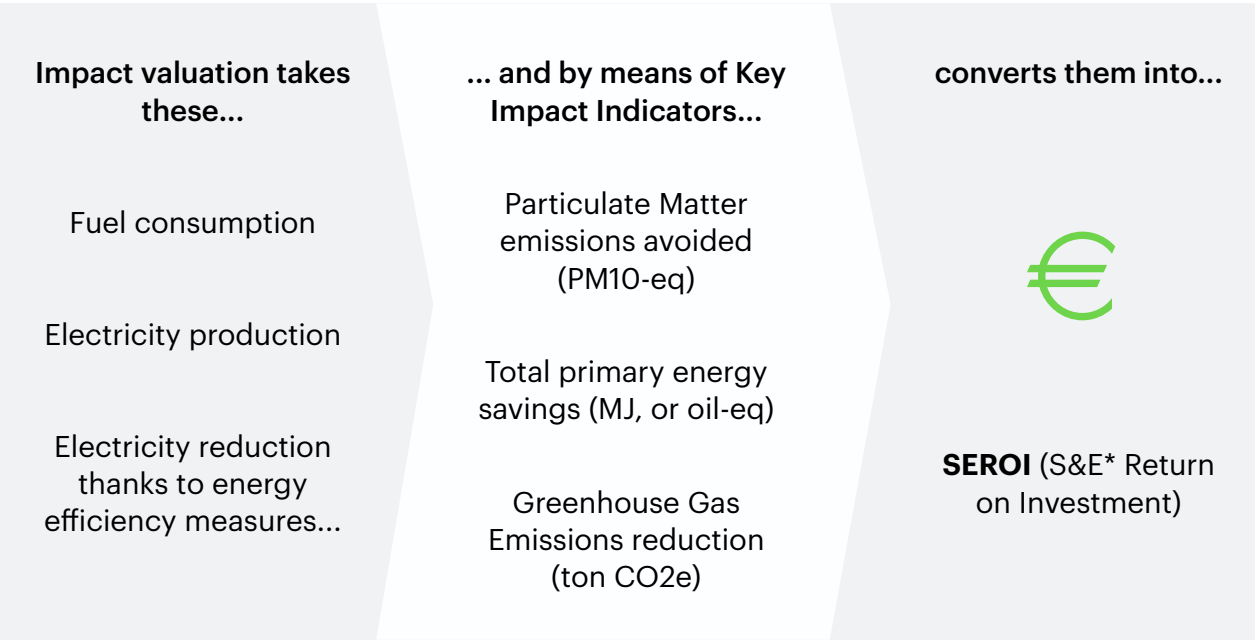 Impact valuation takes
these...
Fuel consumption
Electricity production
Electricity reduction
thanks to energy
efficiency measures...
... and by means of Key
Impact Indicators...
Particulate Matter
emissions avoided
(PM10-eq)
Total primary energy
savings (MJ, or oil-eq)
Greenhouse Gas
Emissions reduction
(ton CO2e)
converts them into...
€
SEROI (S&E* Return
on Investment)